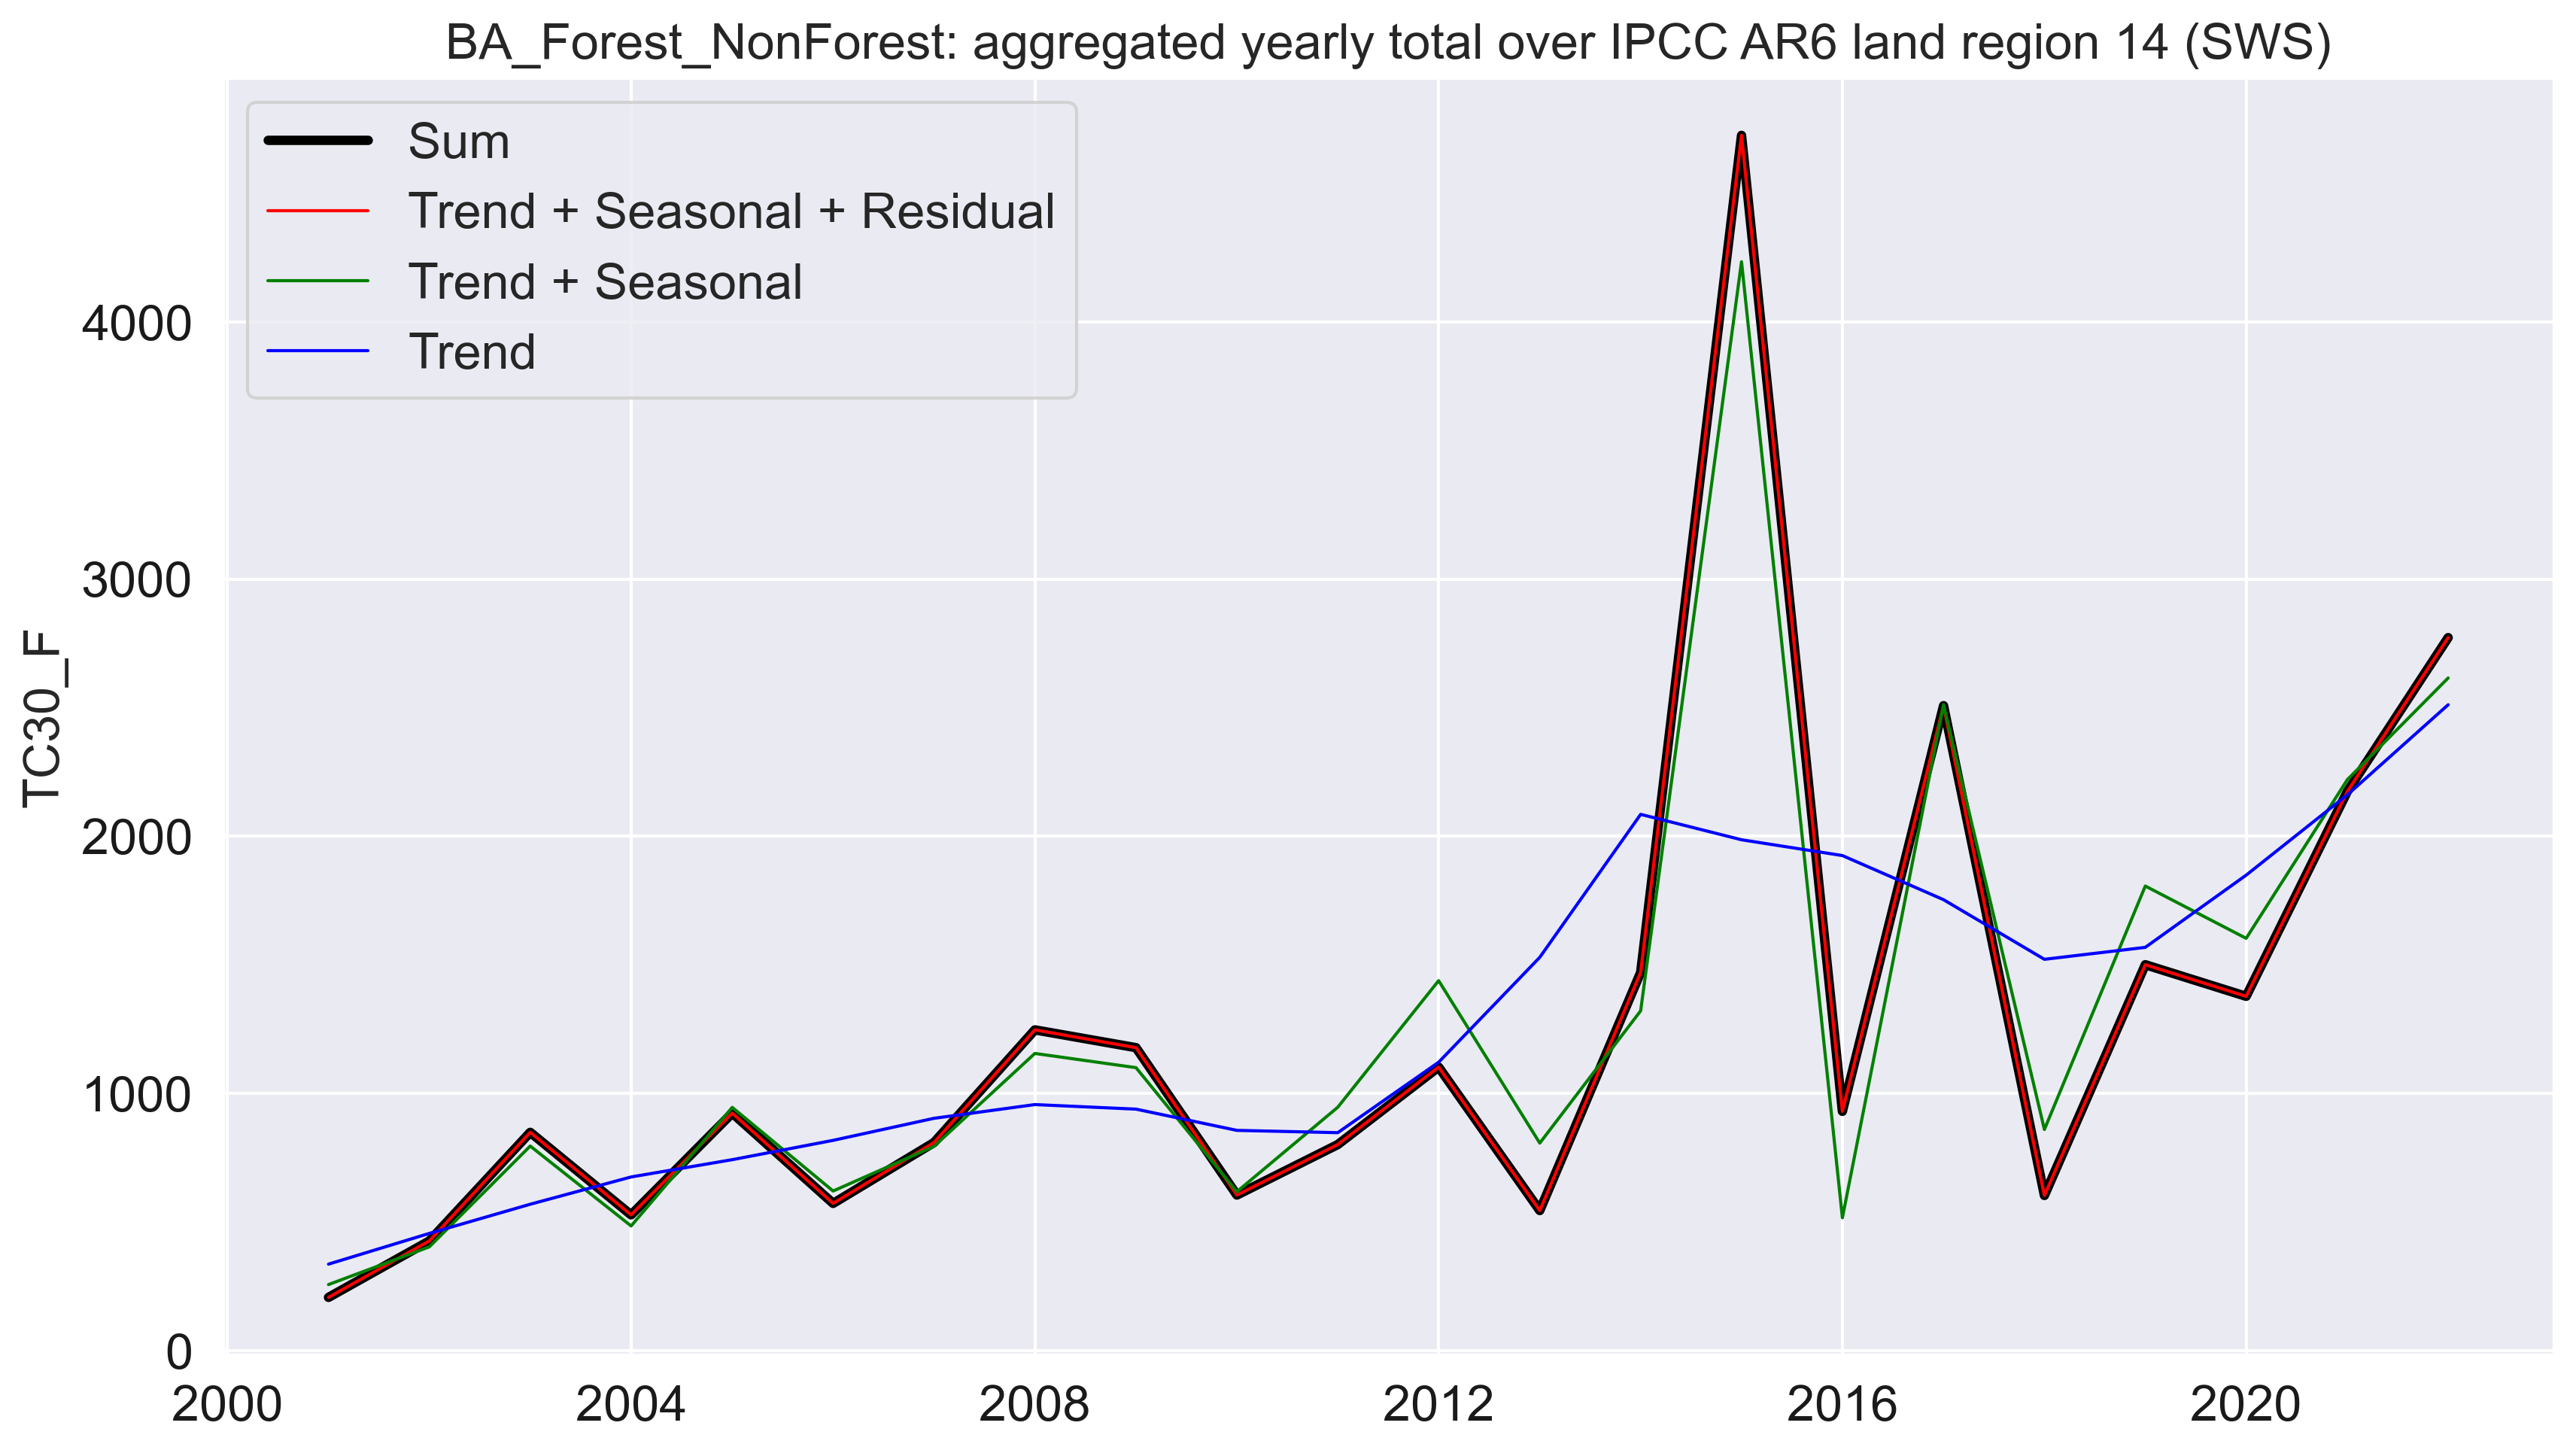 BA_Forest_NonForest: aggregated yearly total over IPCC AR6 land region 14 (SWS)
Sum
Trend + Seasonal + Residual
Trend + Seasonal
Trend
TC30_F
4000
3000
2000
1000
0
2000 2004 2008 2012 2016 2020